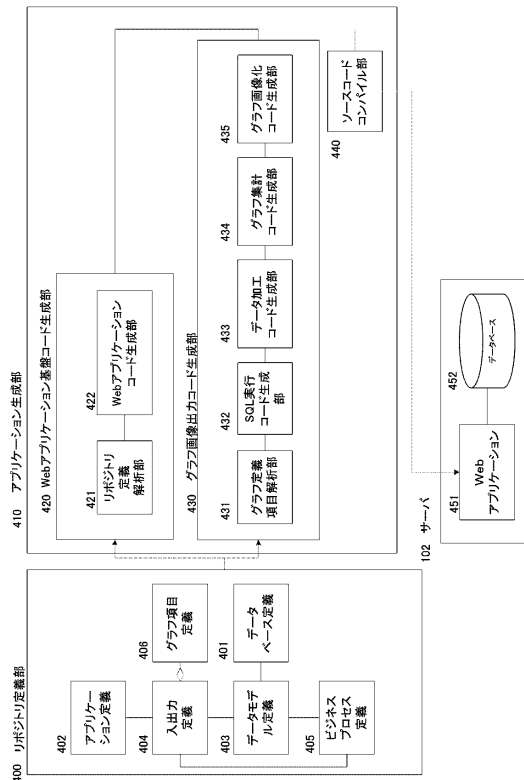 400 リポジトリ定義部
402
アプリケー
ション定義
404
入出力
定義
406
グラフ項目
定義
403
データモデ
ル定義
401
データ
ベース定義
405
ビジネス
プロセス
定義
410 アプリケーション生成部
420 Webアプリケーション基盤コード生成部
421
リポジトリ
定義
解析部
422
Webアプリケーション
コード生成部
430 グラフ画像出力コード生成部
431
グラフ定義
項目解析部
432
SQL実行
コード生成
部
433
データ加工
コード生成部
434
グラフ集計
コード生成部
435
グラフ画像化
コード生成部
440
ソースコード
コンパイル部
102 サーバ
451
Web
アプリケーション
452
データベース